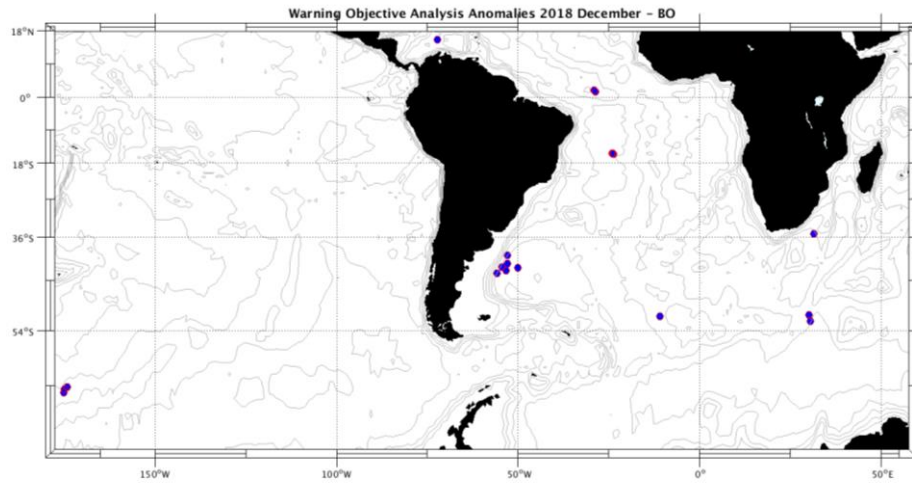 Warning Objective Analysis Anomalies 2018 December – BO
18°N
0°
18°S
36°S
54°S
150°W
100°W
50°W
0°
50°E